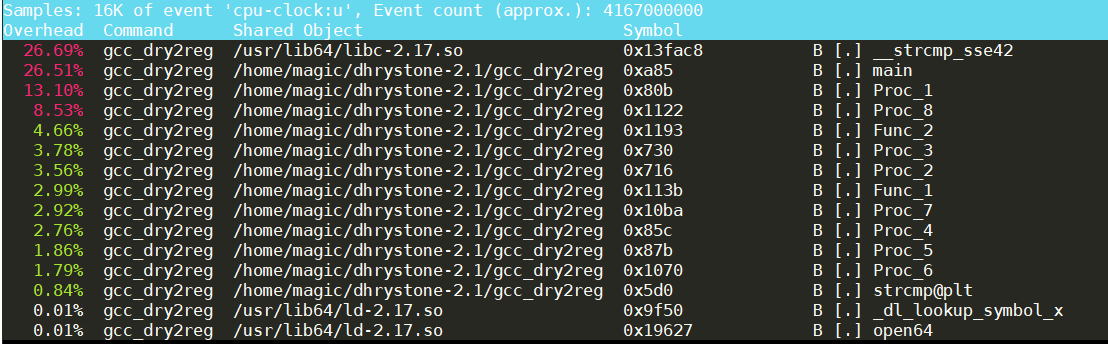 Samples: 16K of event 'cpu-clock:u', Event count (approx.): 4167000000
Overhead  Command      Shared Object                         Symbol
26.69%  gcc_dry2reg  /usr/lib64/libc-2.17.so               0x13fac8           B [.] __strcmp_sse42
26.51%  gcc_dry2reg  /home/magic/dhrystone-2.1/gcc_dry2reg  0xa85              B [.] main
13.10%  gcc_dry2reg  /home/magic/dhrystone-2.1/gcc_dry2reg  0x80b              B [.] Proc_1
8.53%  gcc_dry2reg  /home/magic/dhrystone-2.1/gcc_dry2reg  0x1122             B [.] Proc_8
4.66%  gcc_dry2reg  /home/magic/dhrystone-2.1/gcc_dry2reg  0x1193             B [.] Func_2
3.78%  gcc_dry2reg  /home/magic/dhrystone-2.1/gcc_dry2reg  0x730              B [.] Proc_3
3.56%  gcc_dry2reg  /home/magic/dhrystone-2.1/gcc_dry2reg  0x716              B [.] Proc_2
2.99%  gcc_dry2reg  /home/magic/dhrystone-2.1/gcc_dry2reg  0x113b             B [.] Func_1
2.92%  gcc_dry2reg  /home/magic/dhrystone-2.1/gcc_dry2reg  0x10ba             B [.] Proc_7
2.76%  gcc_dry2reg  /home/magic/dhrystone-2.1/gcc_dry2reg  0x85c              B [.] Proc_4
1.86%  gcc_dry2reg  /home/magic/dhrystone-2.1/gcc_dry2reg  0x87b              B [.] Proc_5
1.79%  gcc_dry2reg  /home/magic/dhrystone-2.1/gcc_dry2reg  0x1070             B [.] Proc_6
0.84%  gcc_dry2reg  /home/magic/dhrystone-2.1/gcc_dry2reg  0x5d0              B [.] strcmp@plt
0.01%  gcc_dry2reg  /usr/lib64/ld-2.17.so                 0x9f50             B [.] _dl_lookup_symbol_x
0.01%  gcc_dry2reg  /usr/lib64/ld-2.17.so                 0x19627            B [.] open64